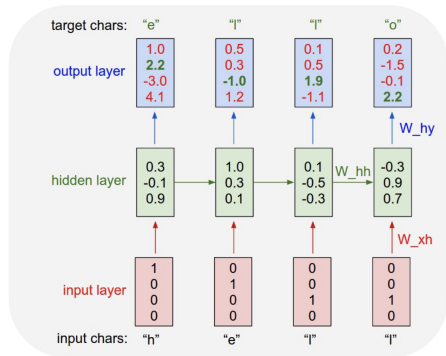 target chars: “e” “l” “l” “o”
output layer
1.0 0.5 0.1 0.2
2.2 0.3 0.5 -1.5
-3.0 -1.0 1.9 -0.1
4.1 1.2 -1.1 2.2
W_hy
hidden layer
0.3 1.0 0.1 -0.3
-0.1 0.3 -0.5 0.9
0.9 0.1 -0.3 0.7
W_hh
W_xh
input layer
1 0 0 0
0 1 0 0
0 0 1 1
0 0 0 0
input chars: “h” “e” “l” “l”